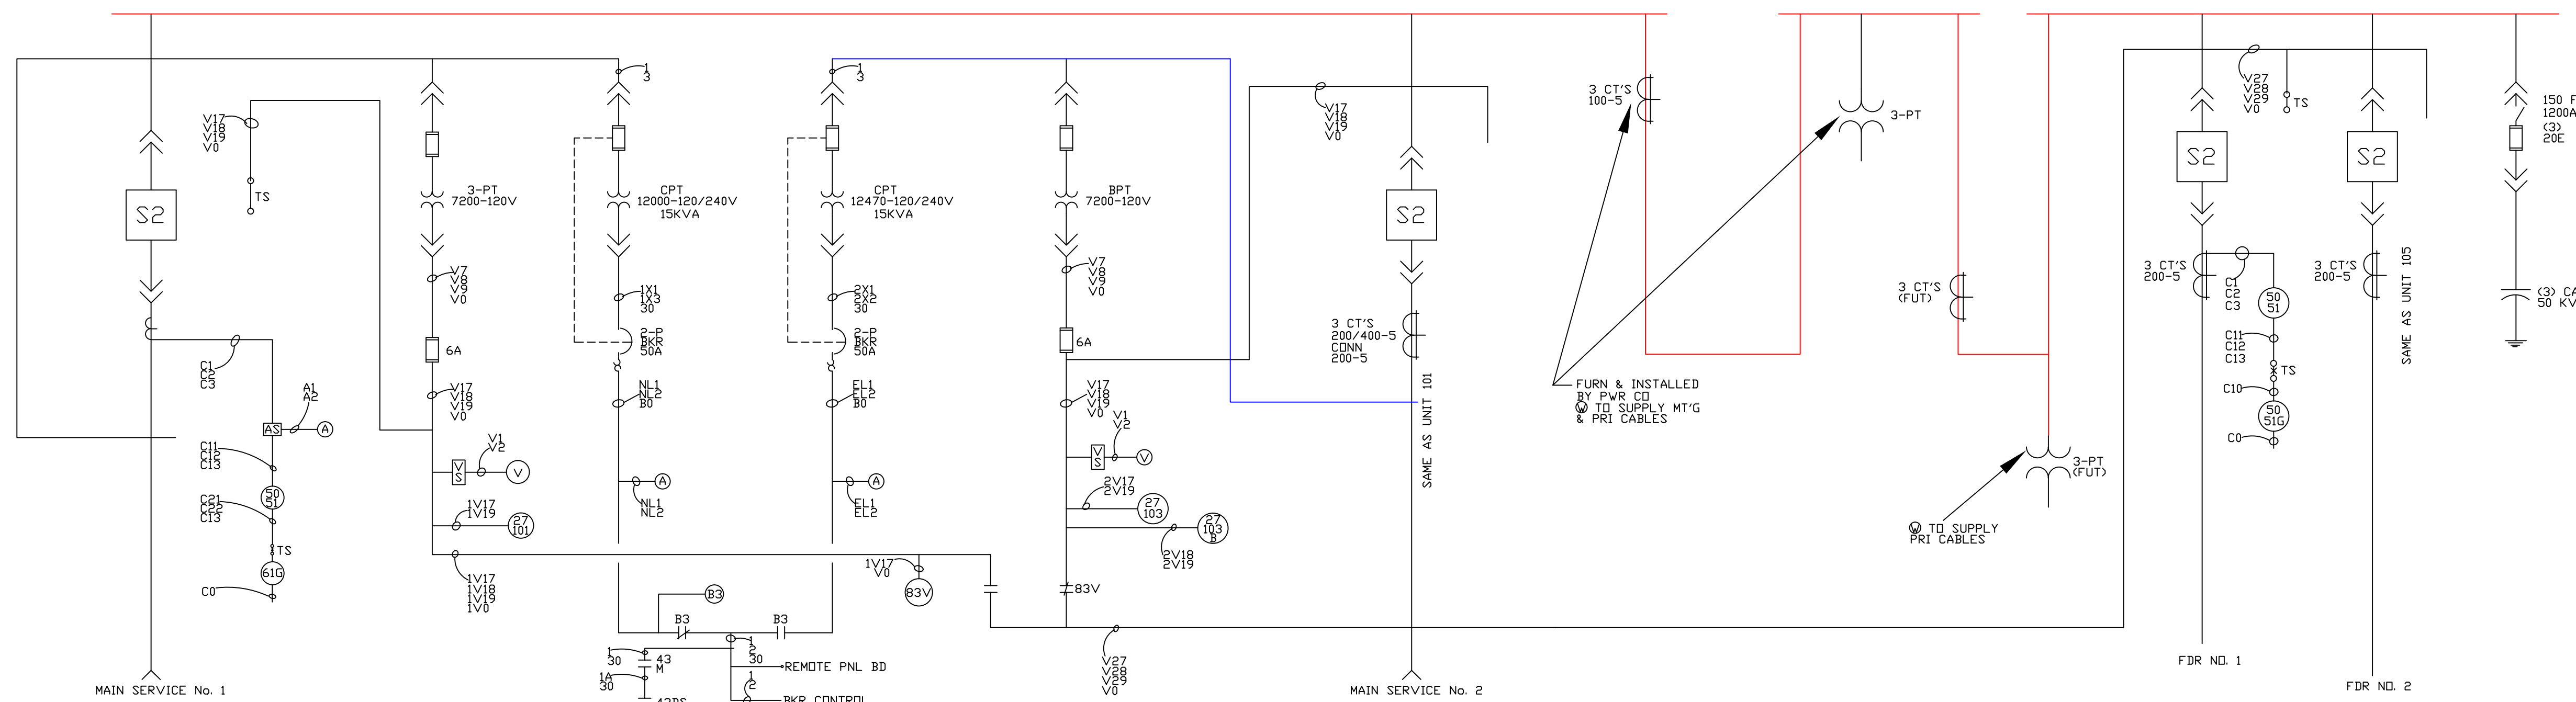 V17
V18
V19
V0
TS
S2
C1
C2
C3
A1
A2
AS
A
C11
C12
C13
50
51
C21
C22
C13
TS
61G
C0
MAIN SERVICE No. 1
3-PT
7200-120V
V7
V8
V9
V0
6A
V17
V18
V19
V0
V1
V2
V
S
V
1V17
1V19
27
101
1V17
1V18
1V19
1V0
1
3
CPT
12000-120/240V
15KVA
1X1
1X3
30
2-P
BKR
50A
NL1
NL2
B0
A
NL1
NL2
B3
B3
B3
1
2
30
1
30
43
M
1A
30
REMOTE PNL BD
1
2
BKR CONTROL
1
3
CPT
12470-120/240V
15KVA
2X1
2X2
30
2-P
BKR
50A
EL1
EL2
B0
A
EL1
EL2
1V17
V0
83V
BPT
7200-120V
V7
V8
V9
V0
6A
V17
V18
V19
V0
V1
V2
V
S
V
2V17
2V19
27
103
27
103
B
2V18
2V19
83V
V27
V28
V29
V0
V17
V18
V19
V0
S2
3 CT'S
200/400-5
CONN
200-5
SAME AS UNIT 101
MAIN SERVICE No. 2
3 CT'S
100-5
3-PT
FURN & INSTALLED
BY PWR CO
W TO SUPPLY MT'G
& PRI CABLES
3 CT'S
(FUT)
3-PT
(FUT)
W TO SUPPLY
PRI CABLES
V27
V28
V29
V0
TS
S2
3 CT'S
200-5
C1
C2
C3
50
51
C11
C12
C13
TS
C10
50
51G
C0
FDR NO. 1
S2
3 CT'S
200-5
SAME AS UNIT 105
FDR NO. 2
150 F
1200A
(3)
20E
(3) CA
50 KV